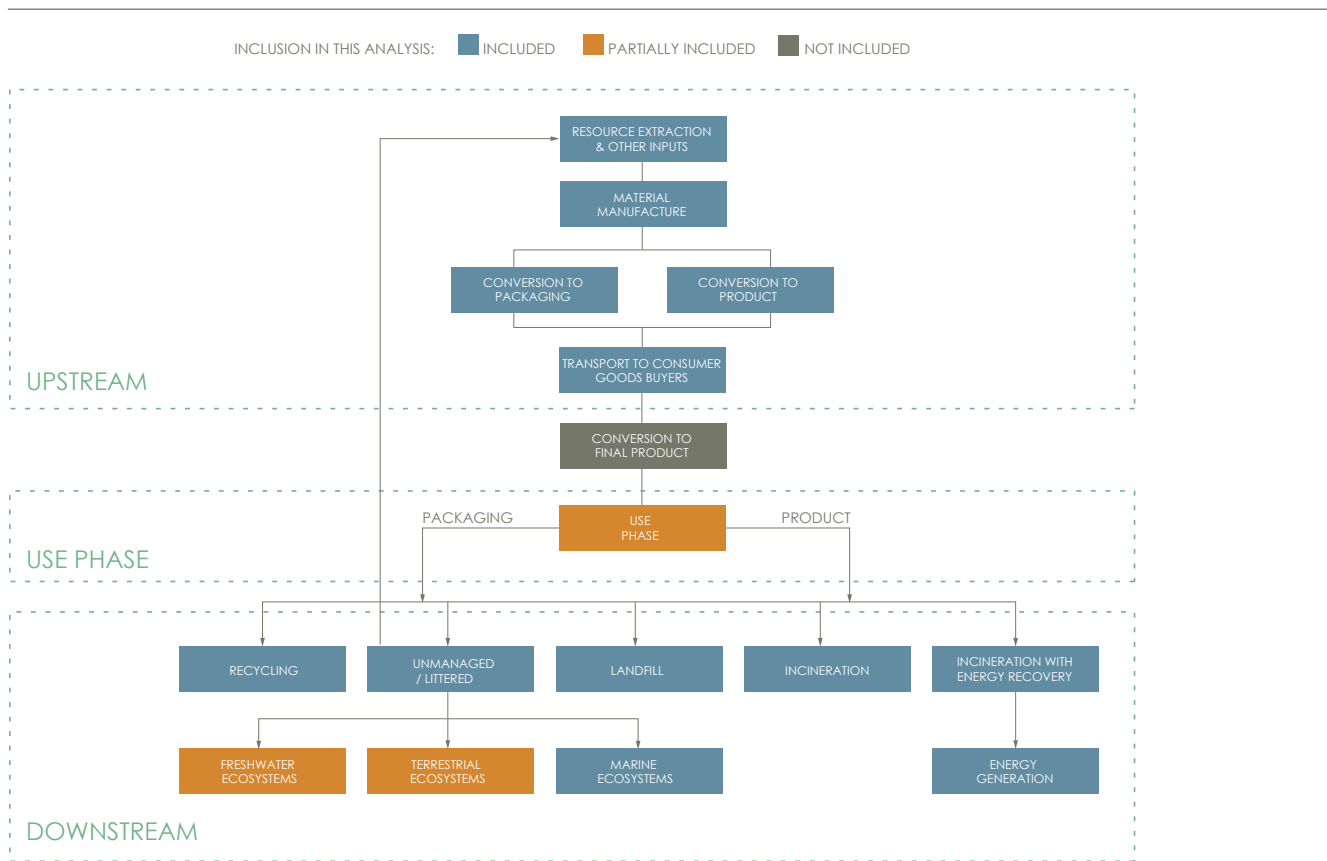 INCLUSION IN THIS ANALYSIS: INCLUDED PARTIALLY INCLUDED NOT INCLUDED
RESOURCE EXTRACTION
& OTHER INPUTS
MATERIAL
MANUFACTURE
CONVERSION TO
PACKAGING
CONVERSION TO
PRODUCT
TRANSPORT TO CONSUMER
GOODS BUYERS
UPSTREAM
CONVERSION TO
FINAL PRODUCT
PACKAGING
USE
PHASE
PRODUCT
USE PHASE
RECYCLING
UNMANAGED
/ LITTERED
LANDFILL
INCINERATION
INCINERATION WITH
ENERGY RECOVERY
FRESHWATER
ECOSYSTEMS
TERRESTRIAL
ECOSYSTEMS
MARINE
ECOSYSTEMS
ENERGY
GENERATION
DOWNSTREAM